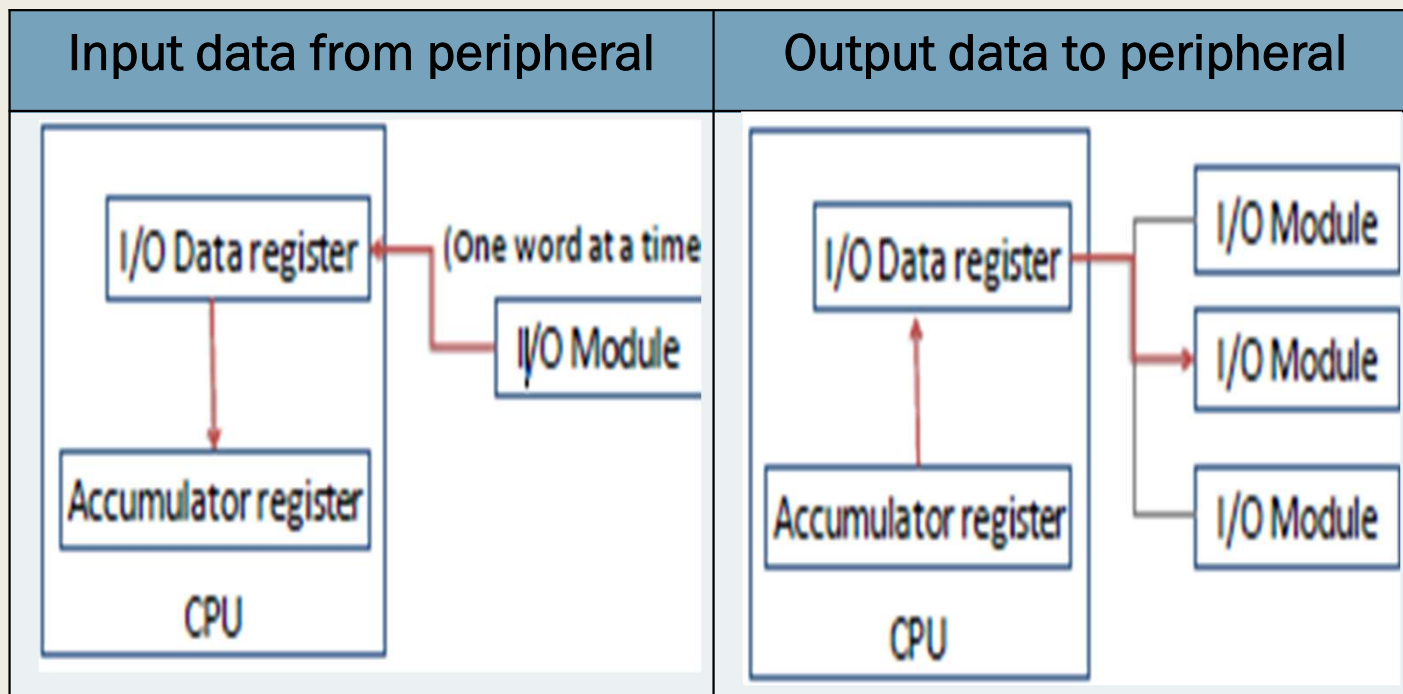 Input data from peripheral
Output data to peripheral
I/O Data register
(One word at a time
I/O Module
Accumulator register
CPU
I/O Data register
I/O Module
I/O Module
Accumulator register
I/O Module
CPU